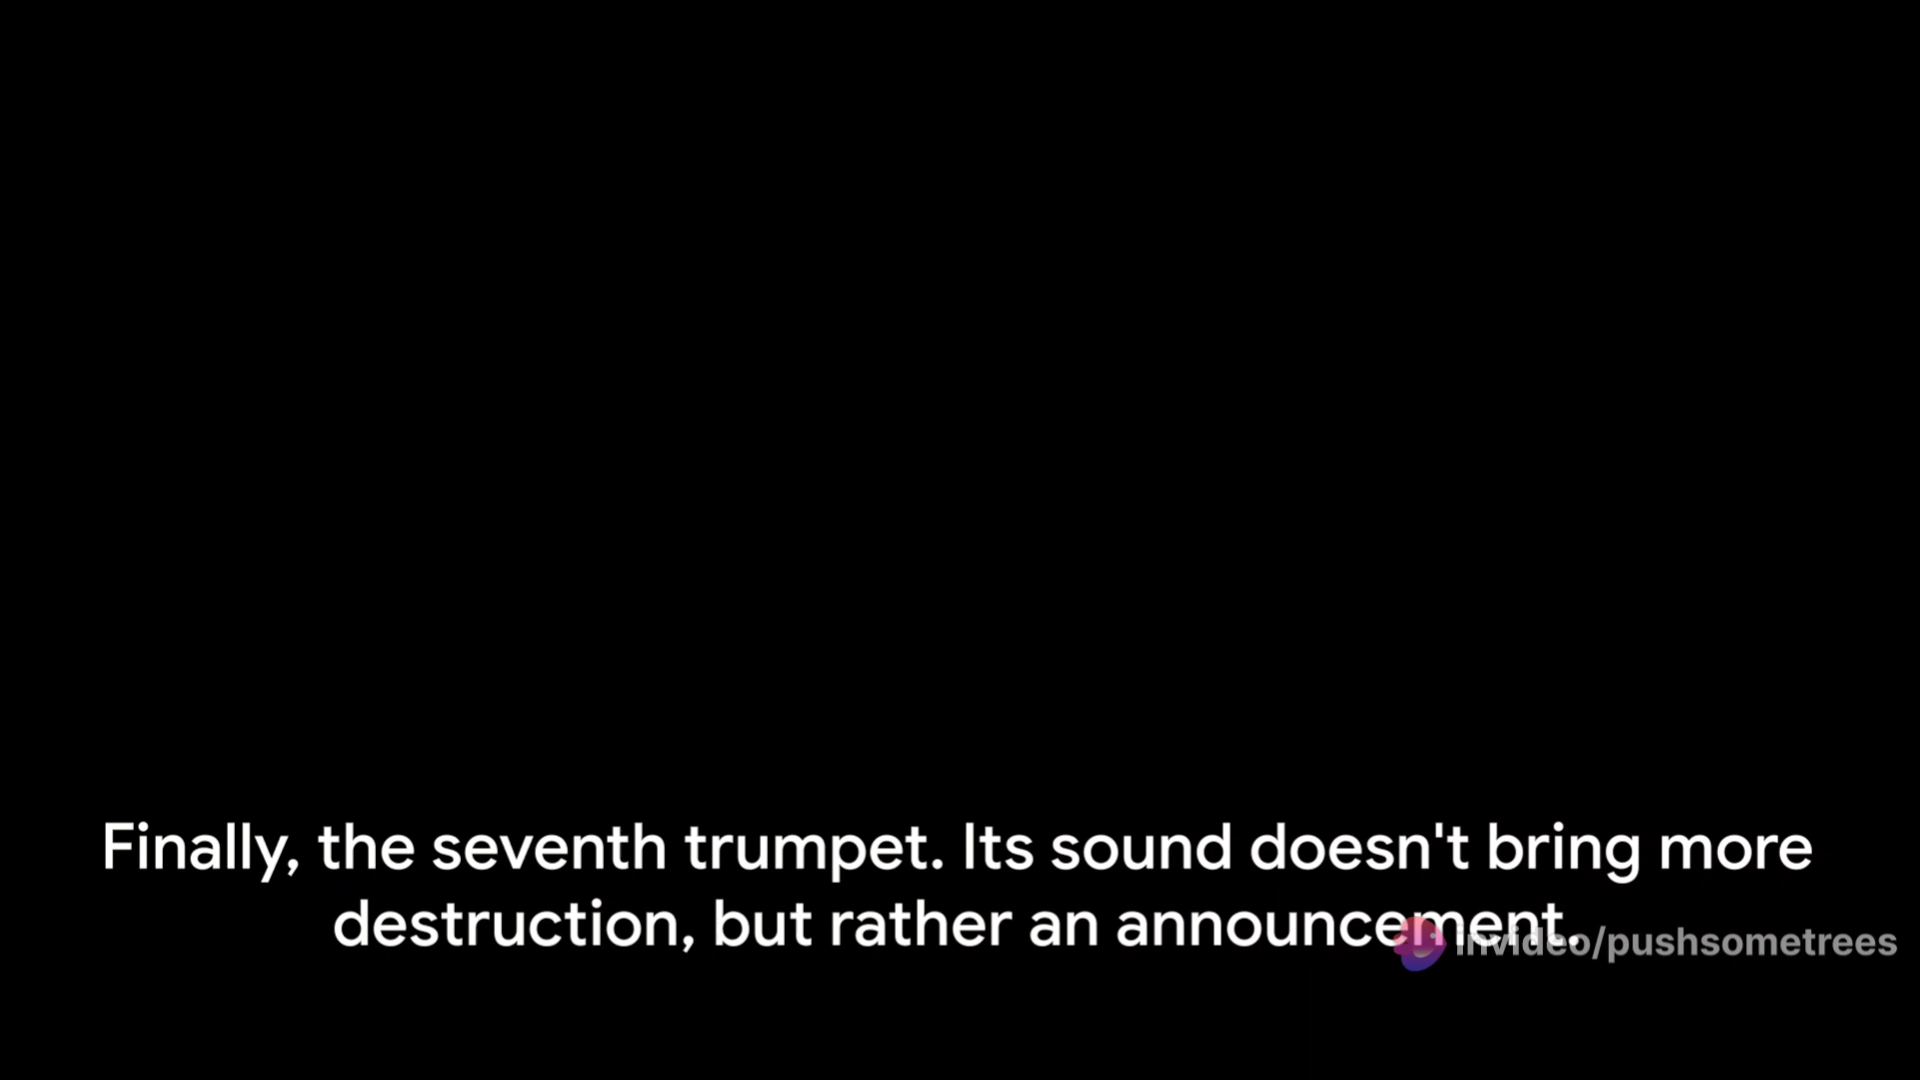 Finally, the seventh trumpet. Its sound doesn't bring more
destruction, but rather an announcement.
invideo/pushsometrees